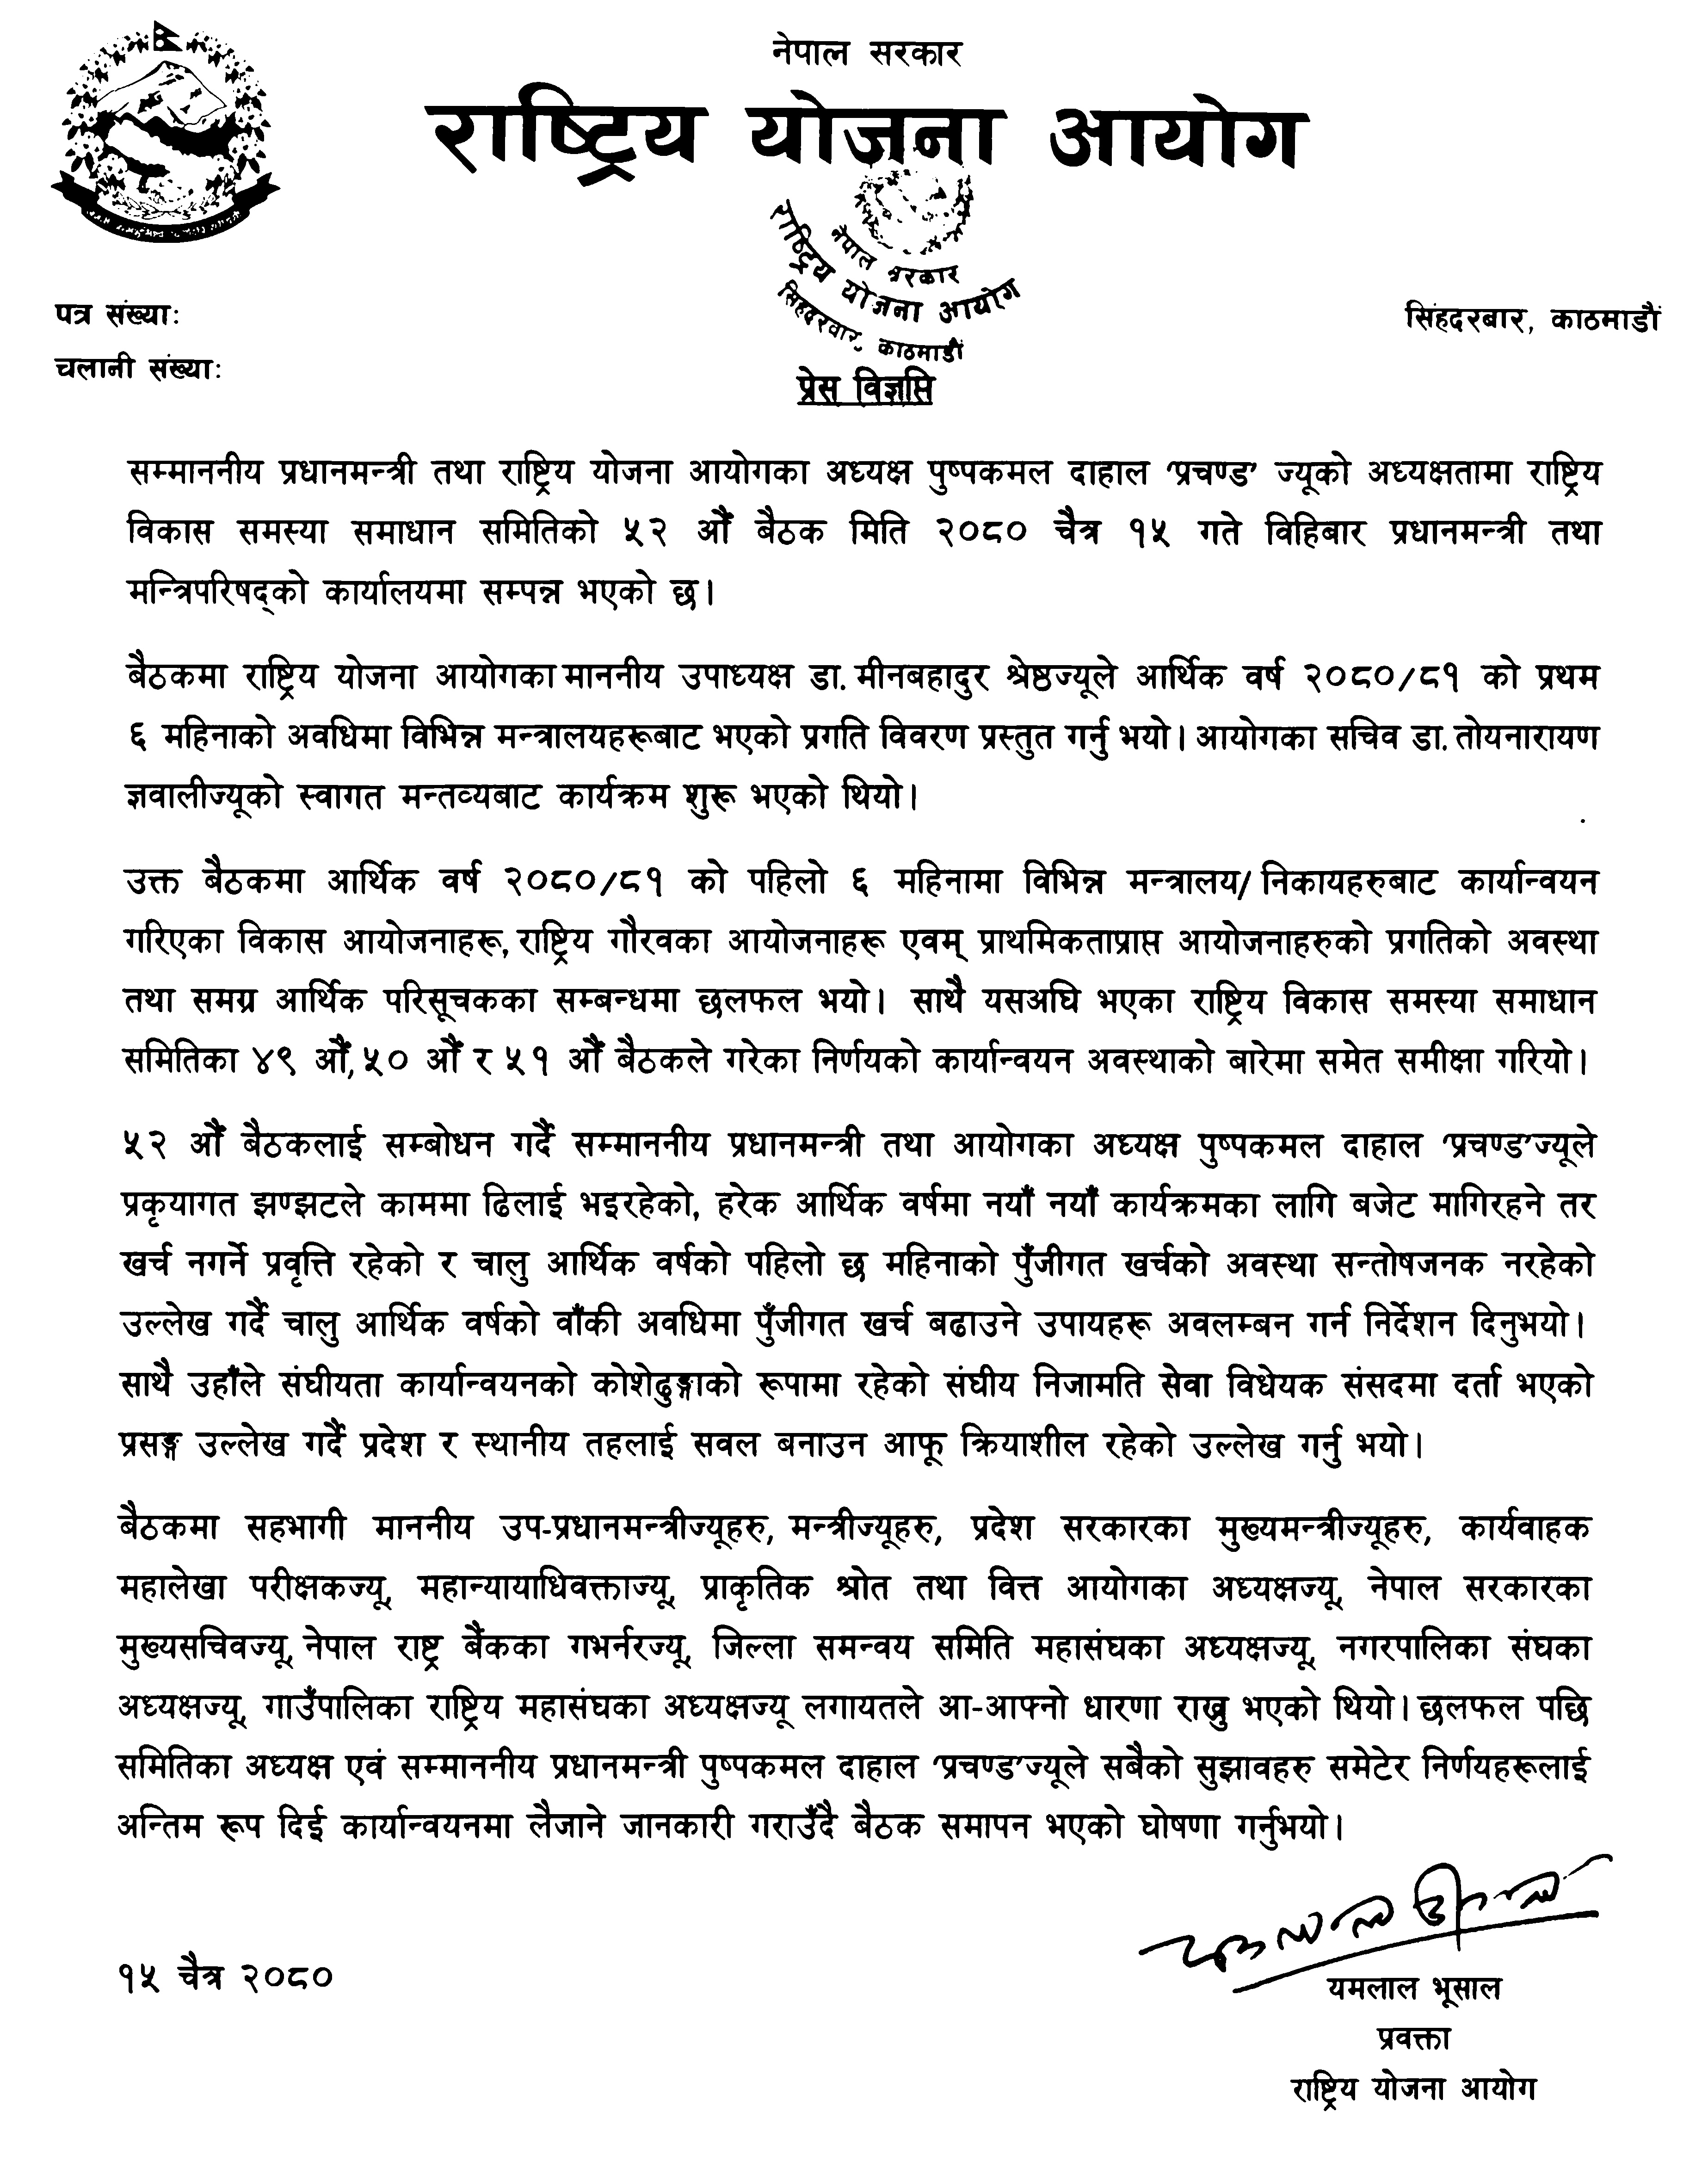 नेपाल सरकार
राष्ट्रिय योजना आयोग
नेपाल सरकार
राष्ट्रिय योजना आयोग
सिंहदरवार, काठमाडौं
पत्र संख्याः
सिंहदरबार, काठमाडौं
चलानी संख्याः
प्रेस विज्ञप्ति
सम्माननीय प्रधानमन्त्री तथा राष्ट्रिय योजना आयोगका अध्यक्ष पुष्पकमल दाहाल ‘प्रचण्ड’ ज्यूको अध्यक्षतामा राष्ट्रिय
विकास समस्या समाधान समितिको ५२ औं बैठक मिति २०८० चैत्र १५ गते विहिबार प्रधानमन्त्री तथा
मन्त्रिपरिषद्को कार्यालयमा सम्पन्न भएको छ।
बैठकमा राष्ट्रिय योजना आयोगका माननीय उपाध्यक्ष डा. मीनबहादुर श्रेष्ठज्यूले आर्थिक वर्ष २०८०/८१ को प्रथम
६ महिनाको अवधिमा विभिन्न मन्त्रालयहरूबाट भएको प्रगति विवरण प्रस्तुत गर्नु भयो। आयोगका सचिव डा. तोयनारायण
ज्ञवालीज्यूको स्वागत मन्तव्यबाट कार्यक्रम शुरू भएको थियो।
उक्त बैठकमा आर्थिक वर्ष २०८०/८१ को पहिलो ६ महिनामा विभिन्न मन्त्रालय/ निकायहरुबाट कार्यान्वयन
गरिएका विकास आयोजनाहरू, राष्ट्रिय गौरवका आयोजनाहरू एवम् प्राथमिकताप्राप्त आयोजनाहरुको प्रगतिको अवस्था
तथा समग्र आर्थिक परिसूचकका सम्बन्धमा छलफल भयो। साथै यसअघि भएका राष्ट्रिय विकास समस्या समाधान
समितिका ४९ औं, ५० औं र ५१ औं बैठकले गरेका निर्णयको कार्यान्वयन अवस्थाको बारेमा समेत समीक्षा गरियो।
५२ औं बैठकलाई सम्बोधन गर्दै सम्माननीय प्रधानमन्त्री तथा आयोगका अध्यक्ष पुष्पकमल दाहाल ‘प्रचण्ड’ज्यूले
प्रकृयागत झण्झटले काममा ढिलाई भइरहेको, हरेक आर्थिक वर्षमा नयाँ नयाँ कार्यक्रमका लागि बजेट मागिरहने तर
खर्च नगर्ने प्रवृत्ति रहेको र चालु आर्थिक वर्षको पहिलो छ महिनाको पुँजीगत खर्चको अवस्था सन्तोषजनक नरहेको
उल्लेख गर्दै चालु आर्थिक वर्षको वाँकी अवधिमा पुँजीगत खर्च बढाउने उपायहरू अवलम्बन गर्न निर्देशन दिनुभयो।
साथै उहाँले संघीयता कार्यान्वयनको कोशेढुङ्गाको रूपामा रहेको संघीय निजामति सेवा विधेयक संसदमा दर्ता भएको
प्रसङ्ग उल्लेख गर्दै प्रदेश र स्थानीय तहलाई सवल बनाउन आफू क्रियाशील रहेको उल्लेख गर्नु भयो।
बैठकमा सहभागी माननीय उप-प्रधानमन्त्रीज्यूहरु, मन्त्रीज्यूहरु, प्रदेश सरकारका मुख्यमन्त्रीज्यूहरु, कार्यवाहक
महालेखा परीक्षकज्यू, महान्यायाधिवक्ताज्यू, प्राकृतिक श्रोत तथा वित्त आयोगका अध्यक्षज्यू, नेपाल सरकारका
मुख्यसचिवज्यू, नेपाल राष्ट्र बैंकका गभर्नरज्यू, जिल्ला समन्वय समिति महासंघका अध्यक्षज्यू, नगरपालिका संघका
अध्यक्षज्यू, गाउँपालिका राष्ट्रिय महासंघका अध्यक्षज्यू लगायतले आ-आफ्नो धारणा राख्नु भएको थियो। छलफल पछि
समितिका अध्यक्ष एवं सम्माननीय प्रधानमन्त्री पुष्पकमल दाहाल ‘प्रचण्ड’ज्यूले सबैको सुझावहरु समेटेर निर्णयहरूलाई
अन्तिम रूप दिई कार्यान्वयनमा लैजाने जानकारी गराउँदै बैठक समापन भएको घोषणा गर्नुभयो।
१५ चैत्र २०८०
यमलाल भूसाल
प्रवक्ता
राष्ट्रिय योजना आयोग